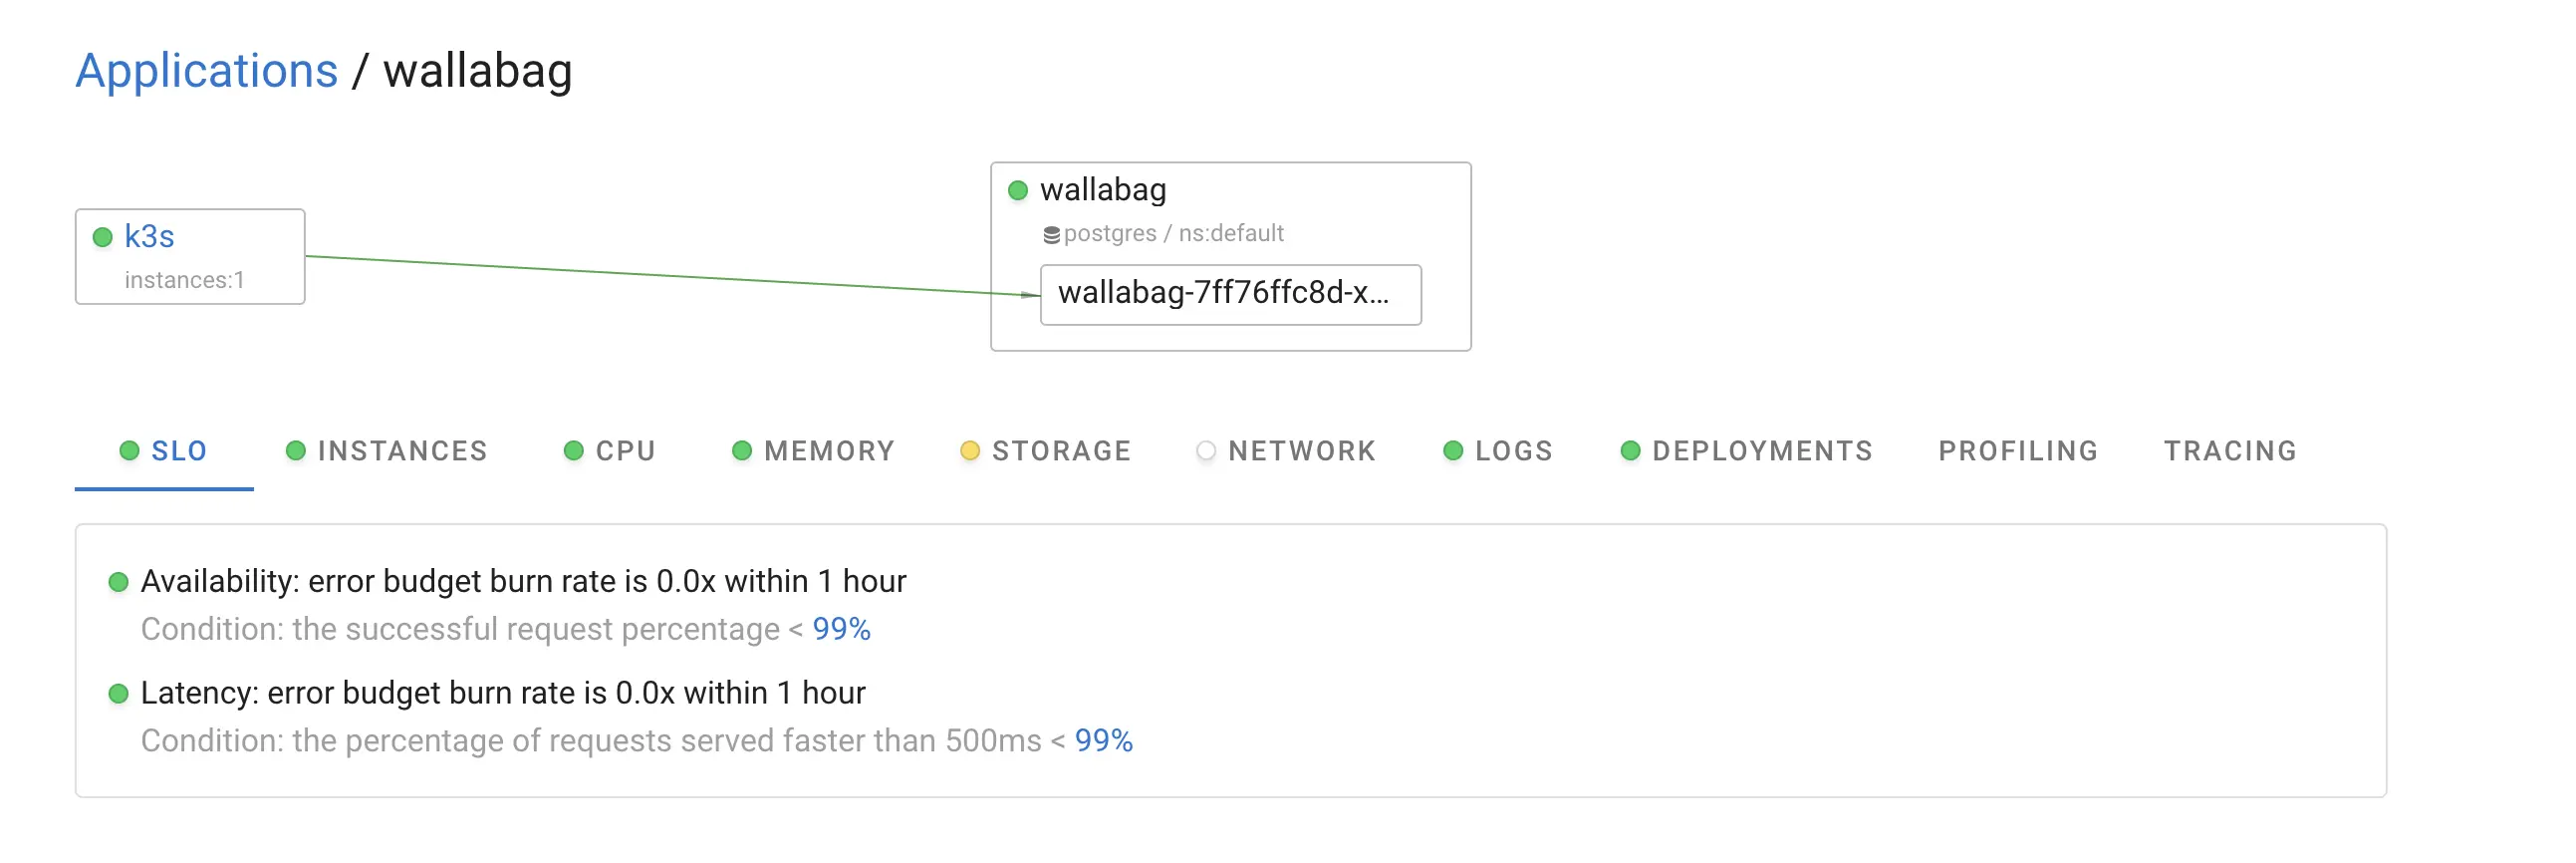 Applications / wallabag
k3s
instances:1
wallabag
postgres / ns:default
wallabag-7ff76ffc8d-x...
SLO INSTANCES CPU MEMORY STORAGE NETWORK LOGS DEPLOYMENTS PROFILING TRACING
Availability: error budget burn rate is 0.0x within 1 hour
Condition: the successful request percentage < 99%
Latency: error budget burn rate is 0.0x within 1 hour
Condition: the percentage of requests served faster than 500ms < 99%